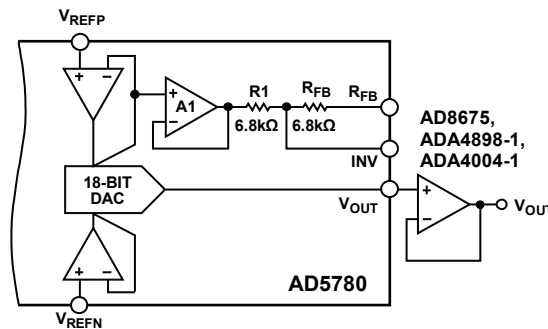 VREFP
R1
RFB
RFB
A1
6.8kΩ
6.8kΩ
INV
AD8675,
ADA4898-1,
ADA4004-1
18-BIT
DAC
VOUT
VOUT
AD5780
VREFN